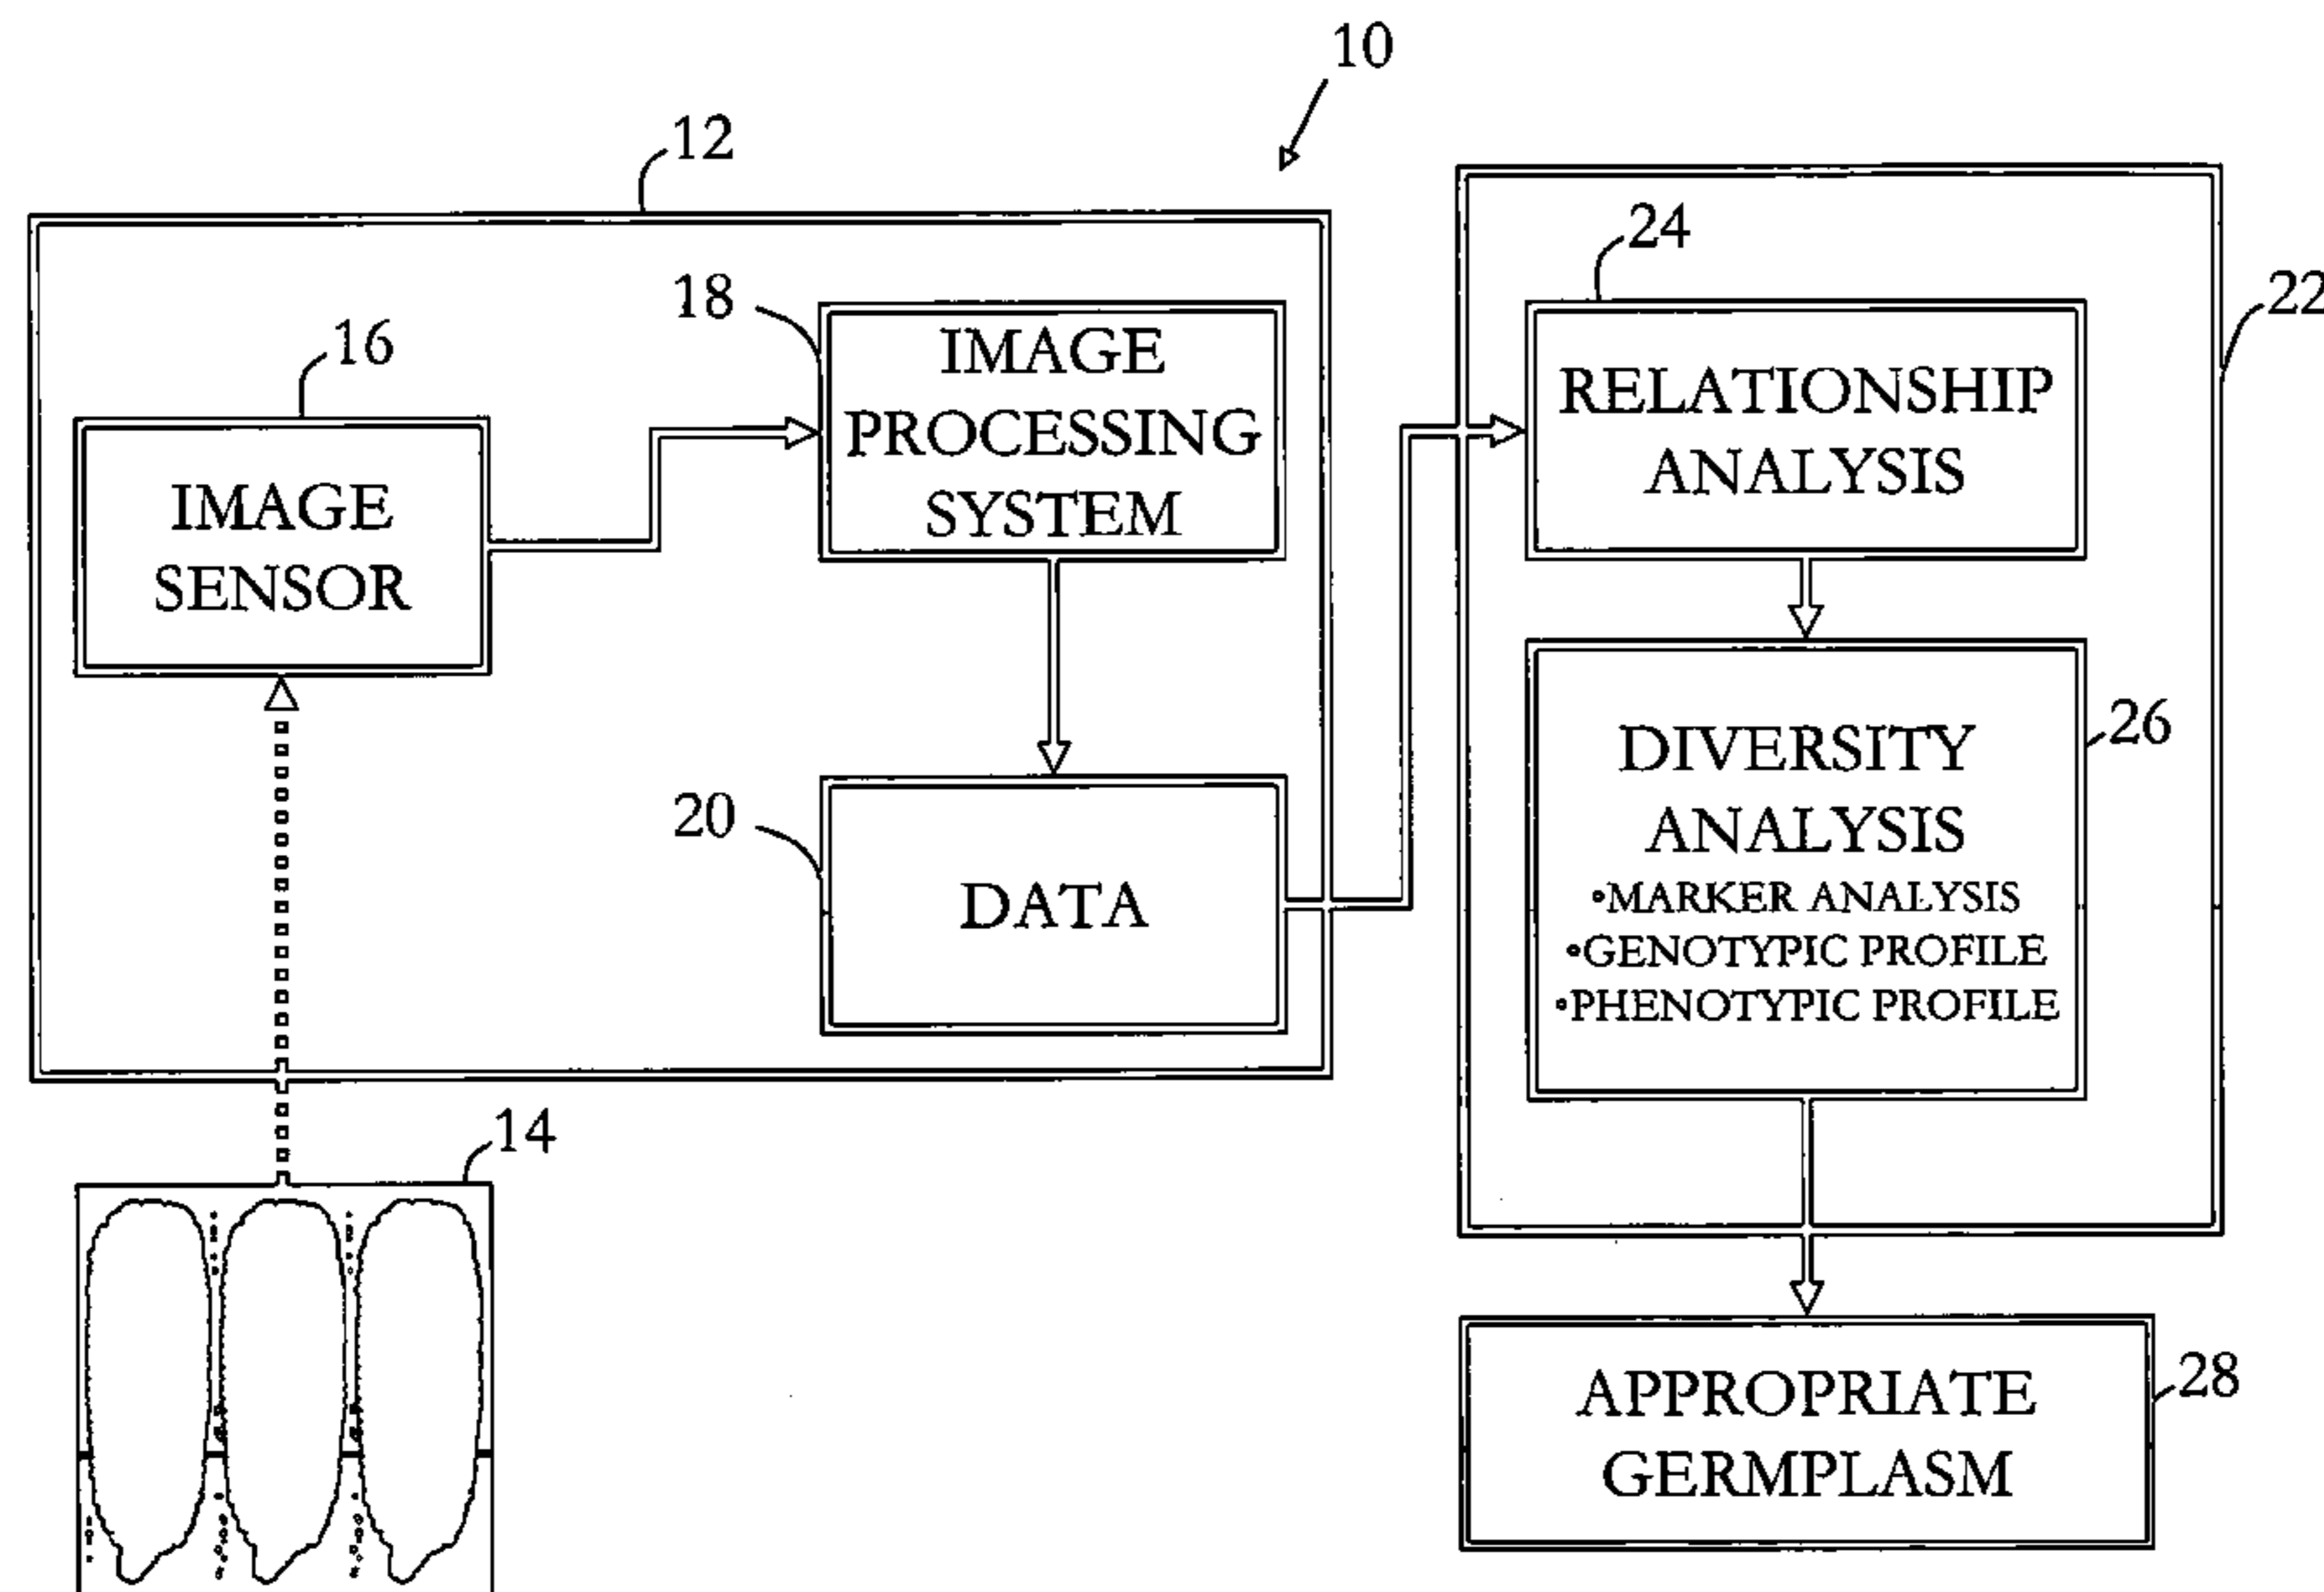 10
12
16
IMAGE
SENSOR
18
IMAGE
PROCESSING
SYSTEM
20
DATA
14
22
24
RELATIONSHIP
ANALYSIS
26
DIVERSITY
ANALYSIS
•MARKER ANALYSIS
•GENOTYPIC PROFILE
•PHENOTYPIC PROFILE
28
APPROPRIATE
GERMPLASM